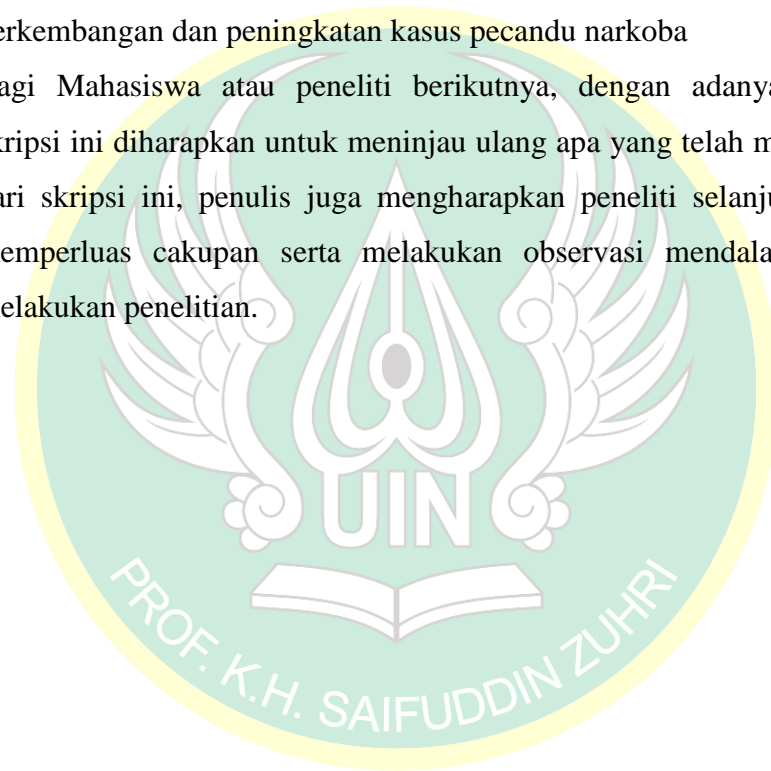 erkembangan dan peningkatan kasus pecandu narkoba
agi Mahasiswa atau peneliti berikutnya, dengan adanya
kripsi ini diharapkan untuk meninjau ulang apa yang telah m
ari skripsi ini, penulis juga mengharapkan peneliti selanju
emperluas cakupan serta melakukan observasi mendala
elakukan penelitian.
UIN
PROF. K.H. SAIFUDDIN ZUHRI